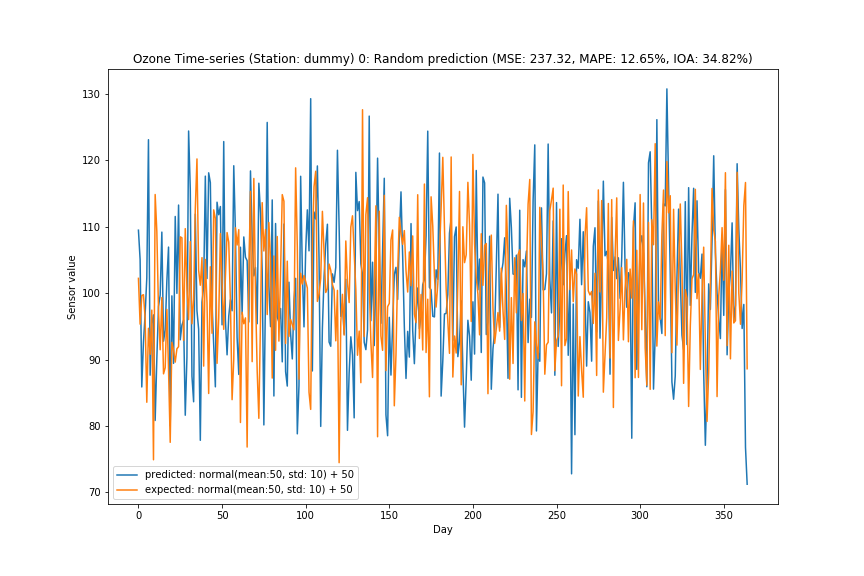 Ozone Time-series (Station: dummy) 0: Random prediction (MSE: 237.32, MAPE: 12.65%, IOA: 34.82%)
130
120
110
100
90
80
70
Sensor value
predicted: normal(mean:50, std: 10) + 50
expected: normal(mean:50, std: 10) + 50
0 50 100 150 200 250 300 350
Day